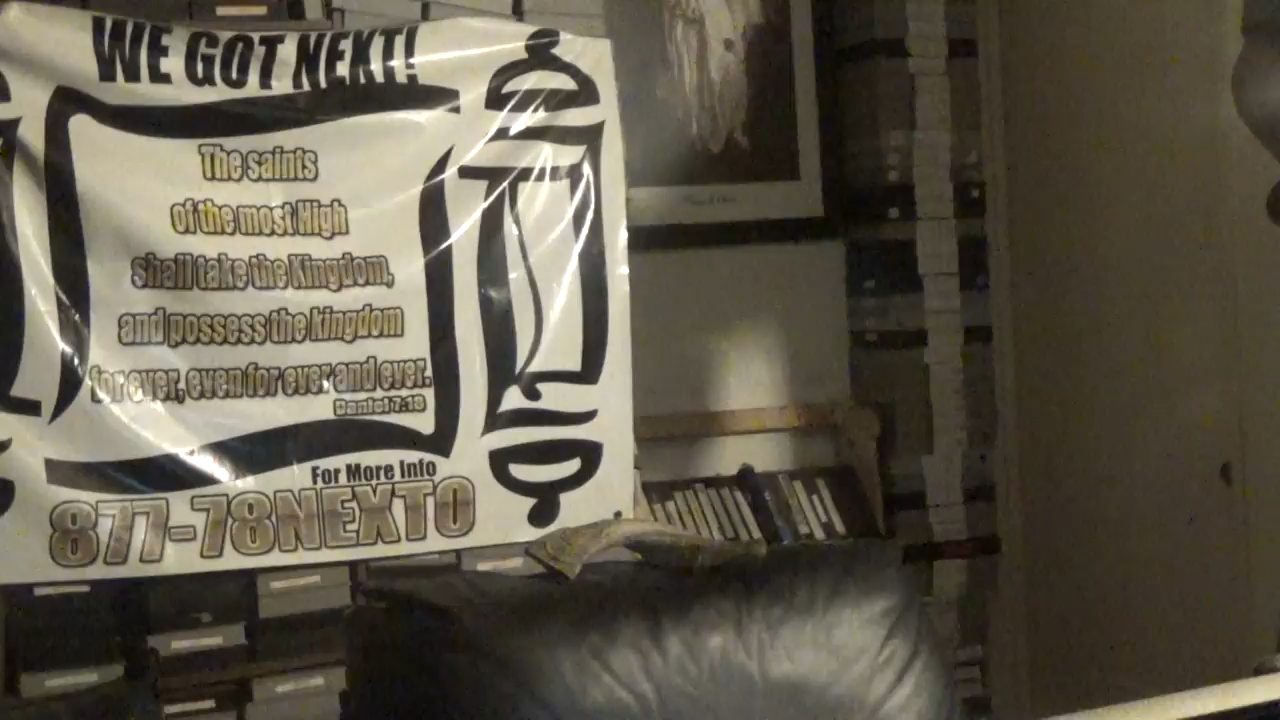 WE GOT NEXT!
The saints
of the most High
shall take the Kingdom,
and possess the kingdom
for ever, even for ever and ever.
Daniel 7:18
For More Info
877-78NEXTO